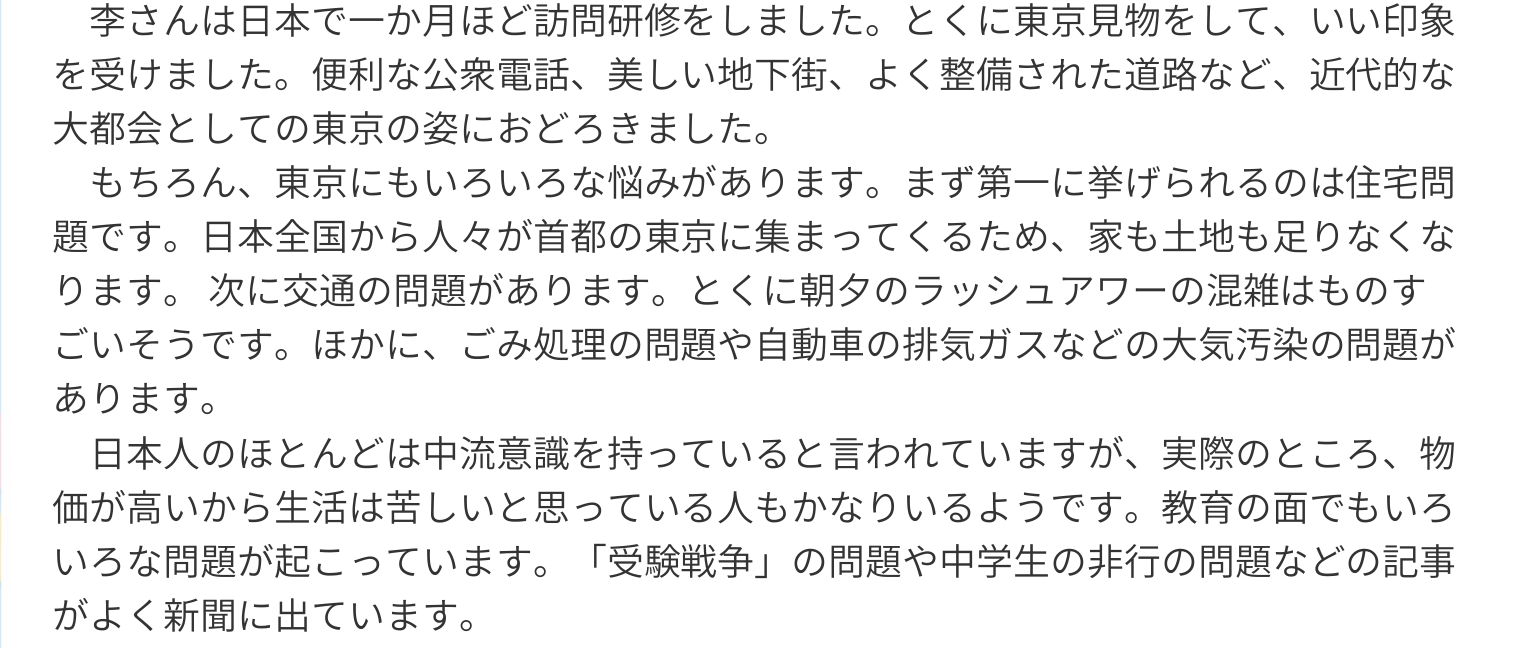 李さんは日本で一か月ほど訪問研修をしました。とくに東京見物をして、いい印象
を受けました。便利な公衆電話、美しい地下街、よく整備された道路など、近代的な
大都会としての東京の姿におどろきました。
　もちろん、東京にもいろいろな悩みがあります。まず第一に挙げられるのは住宅問
題です。日本全国から人々が首都の東京に集まってくるため、家も土地も足りなくな
ります。 次に交通の問題があります。とくに朝夕のラッシュアワーの混雑はものす
ごいそうです。ほかに、ごみ処理の問題や自動車の排気ガスなどの大気汚染の問題が
あります。
　日本人のほとんどは中流意識を持っていると言われていますが、実際のところ、物
価が高いから生活は苦しいと思っている人もかなりいるようです。教育の面でもいろ
いろな問題が起こっています。「受験戦争」の問題や中学生の非行の問題などの記事
がよく新聞に出ています。